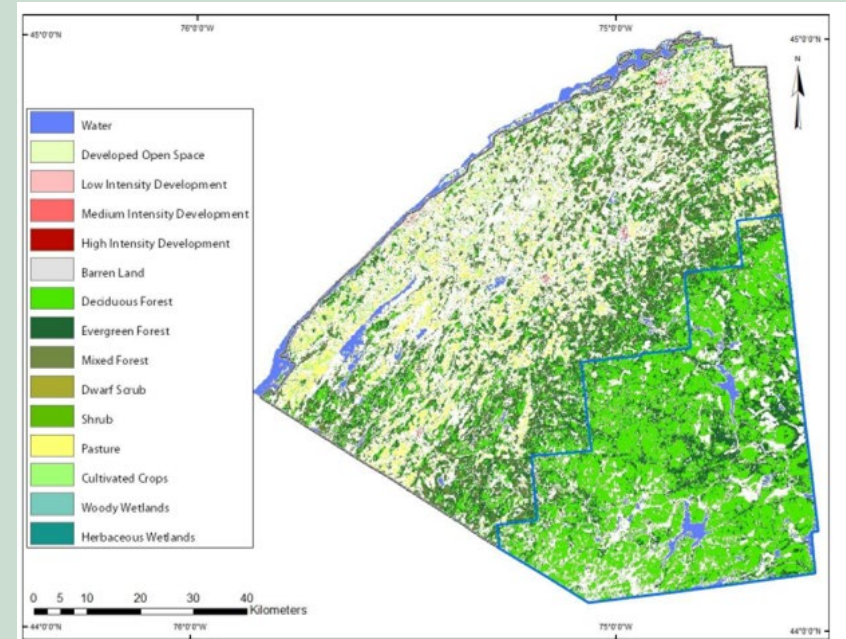 76°0'0"W 75°0'0"W
45°0'0"N 45°0'0"N
N
Water
Developed Open Space
Low Intensity Development
Medium Intensity Development
High Intensity Development
Barren Land
Deciduous Forest
Evergreen Forest
Mixed Forest
Dwarf Scrub
Shrub
Pasture
Cultivated Crops
Woody Wetlands
Herbaceous Wetlands
0 5 10 20 30 40
Kilometers
44°0'0"N 44°0'0"N
76°0'0"W 75°0'0"W